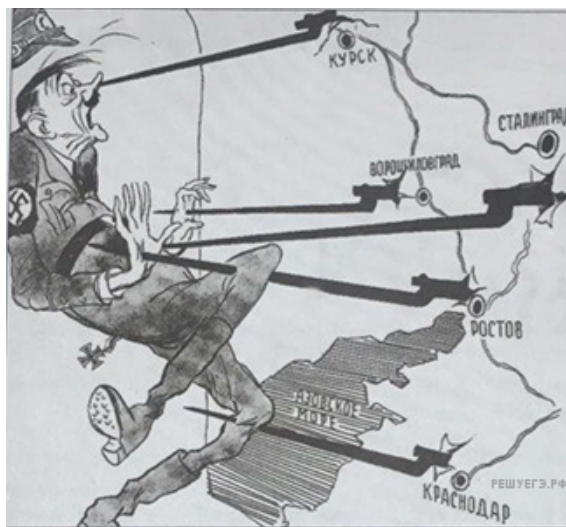 КУРСК
СТАЛИНГРАД
ВОРОШИЛОВГРАД
РОСТОВ
АЗОВСКОЕ
МОРЕ
КРАСНОДАР
РЕШУЕГЭ.РФ